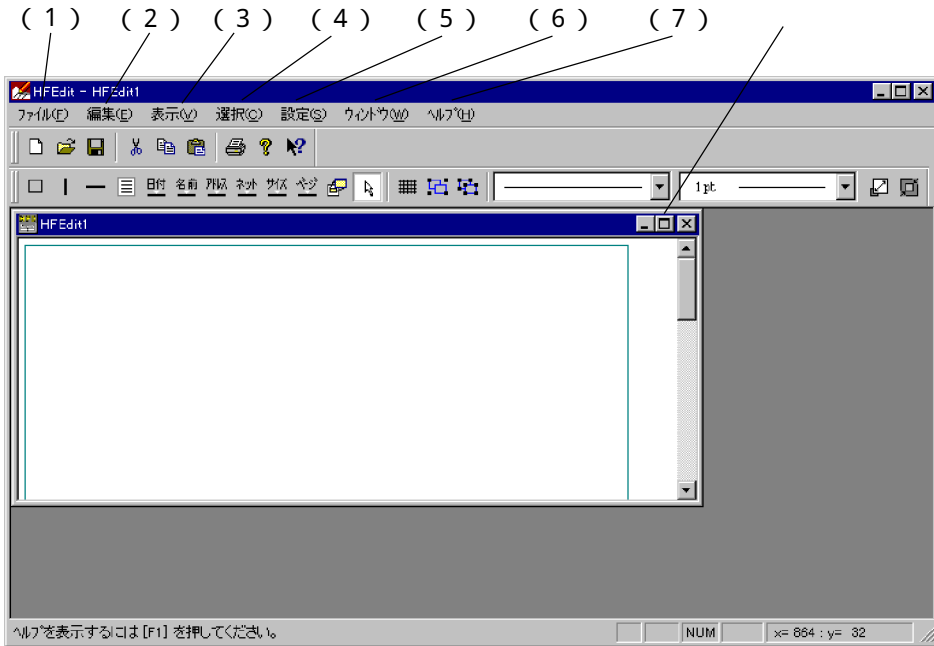 ( 1 ) ( 2 ) ( 3 ) ( 4 ) ( 5 ) ( 6 ) ( 7 )
HFEdit - HFEdit1
ファイル(F) 編集(E) 表示(V) 選択(C) 設定(S) ウィンドウ(W) ヘルプ(H)
日付 名前 アドレス ネット サイズ ページ 1 pt
HFEdit1
ヘルプを表示するには [F1] を押してください。 NUM x= 864 : y= 32